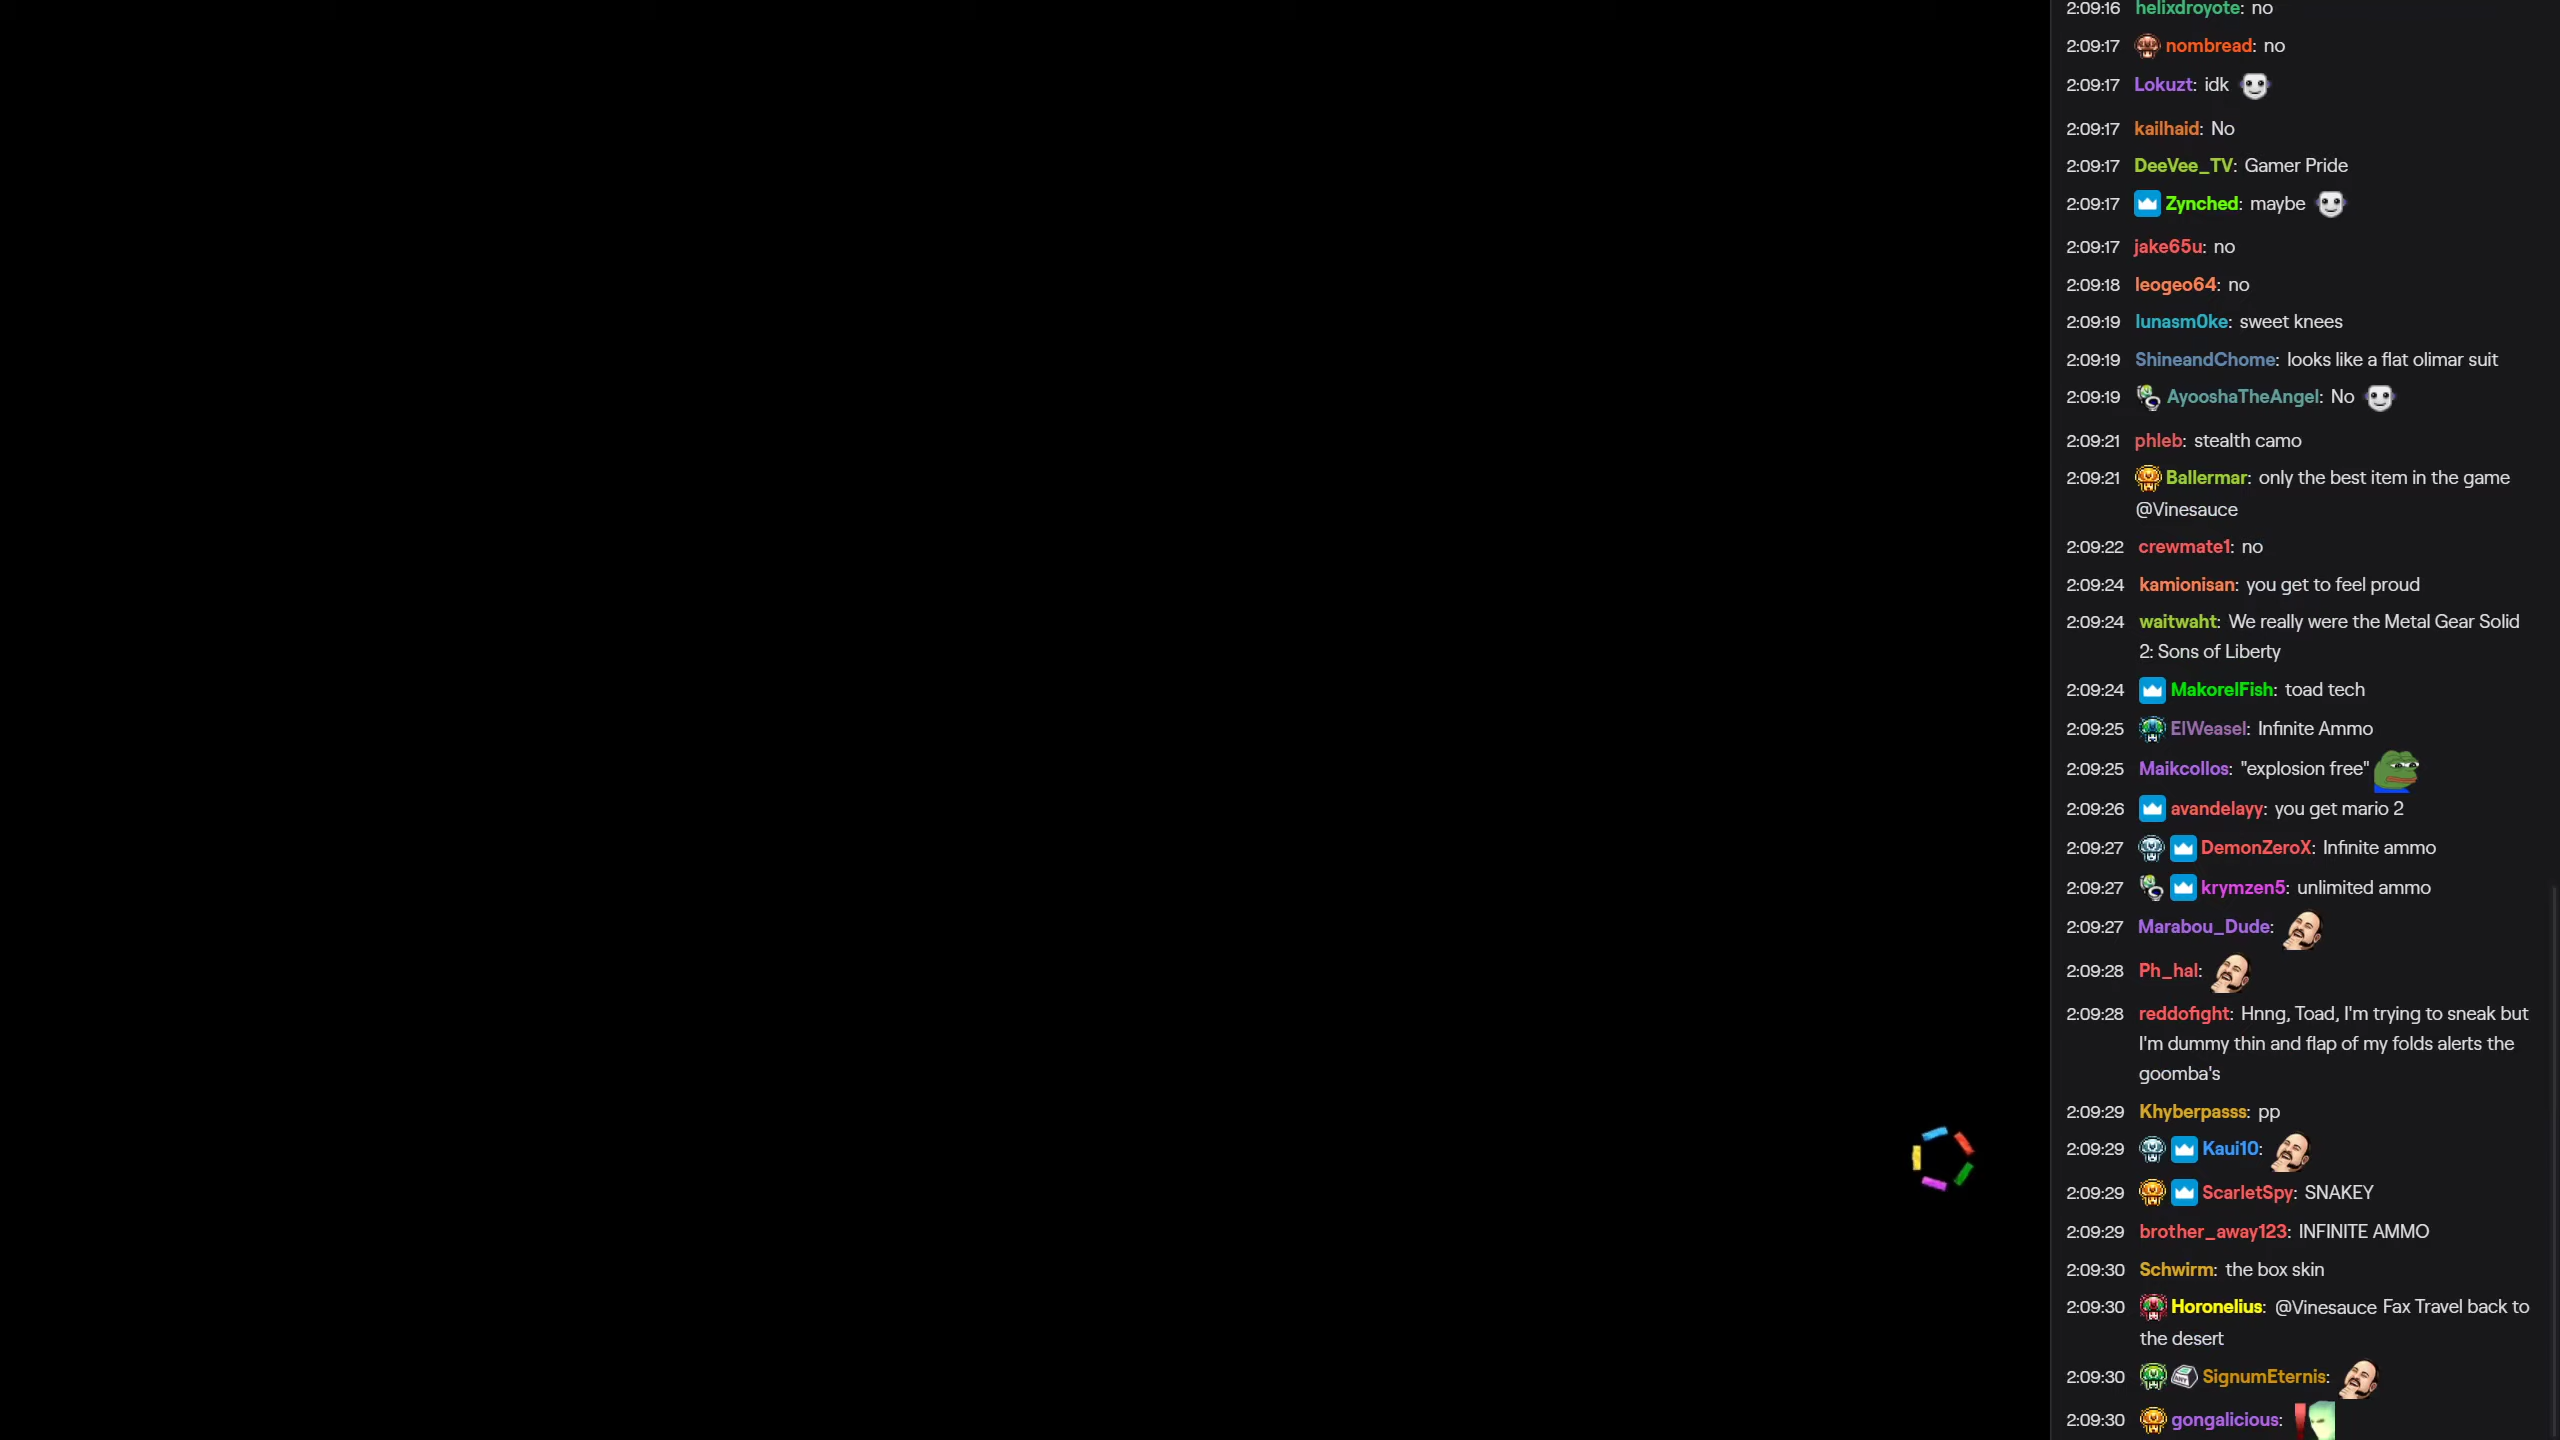 2:09:16 helixdroyote: no
2:09:17 nombread: no
2:09:17 Lokuzt: idk
2:09:17 kailhaid: No
2:09:17 DeeVee_TV: Gamer Pride
2:09:17 Zynched: maybe
2:09:17 jake65u: no
2:09:18 leogeo64: no
2:09:19 lunasm0ke: sweet knees
2:09:19 ShineandChome: looks like a flat olimar suit
2:09:19 AyooshaTheAngel: No
2:09:21 phleb: stealth camo
2:09:21 Ballermar: only the best item in the game
@Vinesauce
2:09:22 crewmate1: no
2:09:24 kamionisan: you get to feel proud
2:09:24 waitwaht: We really were the Metal Gear Solid
2: Sons of Liberty
2:09:24 MakorelFish: toad tech
2:09:25 ElWeasel: Infinite Ammo
2:09:25 Maikcollos: "explosion free"
2:09:26 avandelayy: you get mario 2
2:09:27 DemonZeroX: Infinite ammo
2:09:27 krymzen5: unlimited ammo
2:09:27 Marabou_Dude:
2:09:28 Ph_hal:
2:09:28 reddofight: Hnng, Toad, I'm trying to sneak but
I'm dummy thin and flap of my folds alerts the
goomba's
2:09:29 Khyberpasss: pp
2:09:29 Kaui10:
2:09:29 ScarletSpy: SNAKEY
2:09:29 brother_away123: INFINITE AMMO
2:09:30 Schwirm: the box skin
2:09:30 Horonelius: @Vinesauce Fax Travel back to
the desert
2:09:30 SignumEternis:
2:09:30 gongalicious: